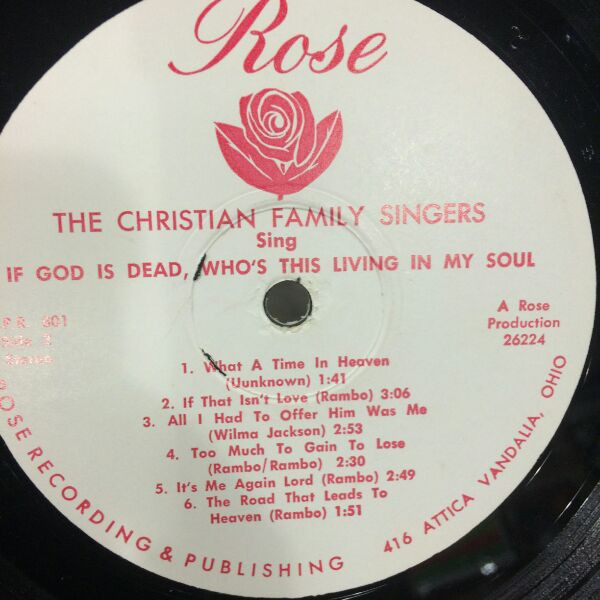 Rose
THE CHRISTIAN FAMILY SINGERS
Sing
IF GOD IS DEAD, WHO'S THIS LIVING IN MY SOUL
601
Stereo
A Rose
Production
26224
1. What A Time In Heaven
(Uunknown) 1:41
2. If That Isn't Love (Rambo) 3:06
3. All I Had To Offer Him Was Me
(Wilma Jackson) 2:53
4. Too Much To Gain To Lose
(Rambo/Rambo) 2:30
5. It's Me Again Lord (Rambo) 2:49
6. The Road That Leads To
Heaven (Rambo) 1:51
ROSE RECORDING & PUBLISHING 416 ATTICA VANDALIA, OHIO